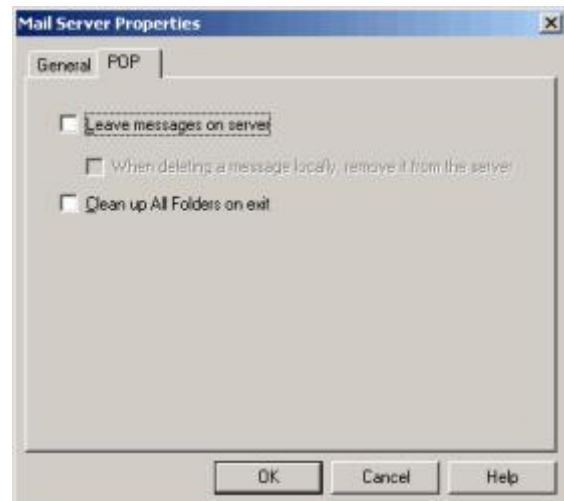 Mail Server Properties
General POP
Leave messages on server
When deleting a message locally, remove it from the server
Clean up All Folders on exit
OK Cancel Help